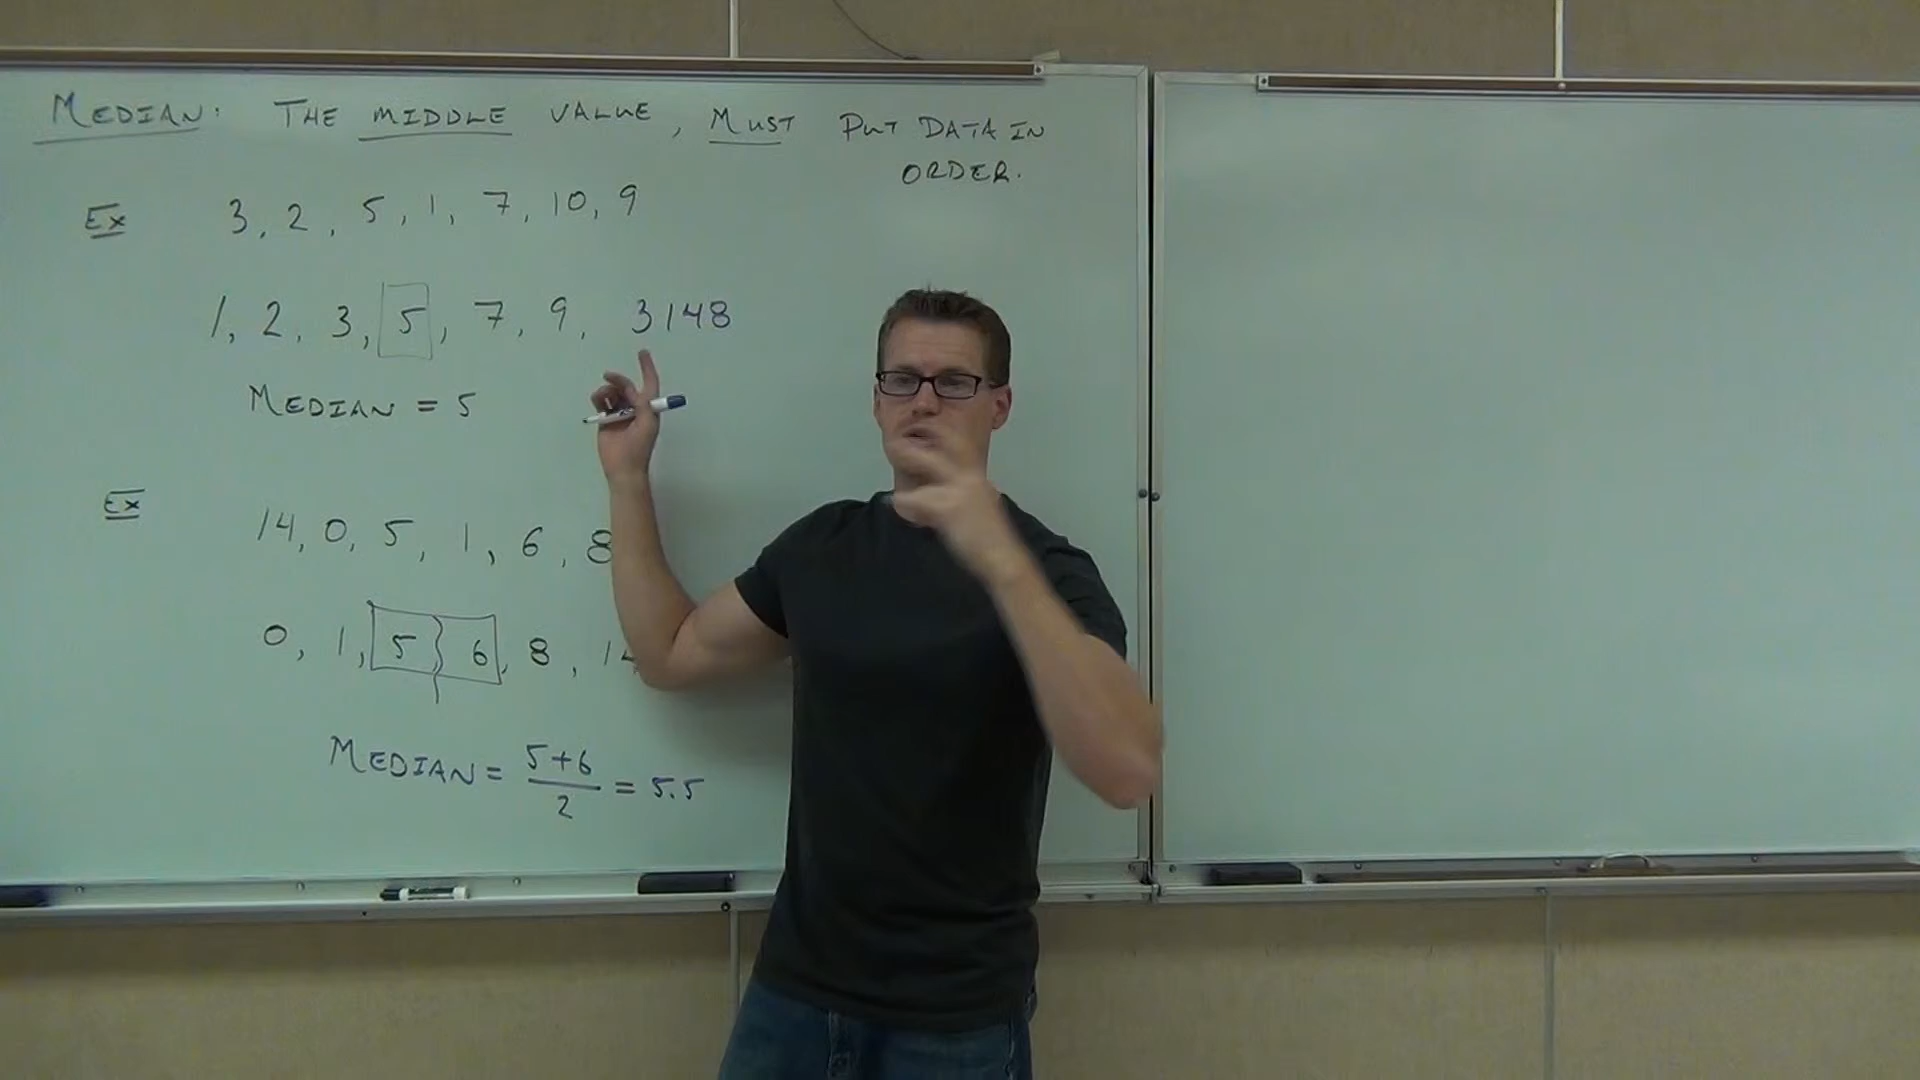 MEDIAN: THE MIDDLE VALUE, MUST PUT DATA IN
ORDER.
Ex 3, 2, 5, 1, 7, 10, 9
1, 2, 3, 5, 7, 9, 3148
MEDIAN = 5
Ex 14, 0, 5, 1, 6, 8
0, 1, 5 6, 8, 14
MEDIAN = 5+6/2 = 5.5